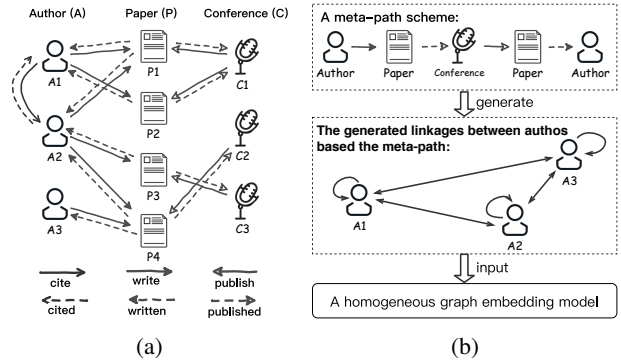 Author (A) Paper (P) Conference (C)
A1 P1 C1
P2
A2 C2
P3
A3 C3
P4
cite write publish
cited written published
(a)
A meta-path scheme:
Author Paper Conference Paper Author
generate
The generated linkages between authos
based the meta-path:
A3
A1
A2
input
A homogeneous graph embedding model
(b)